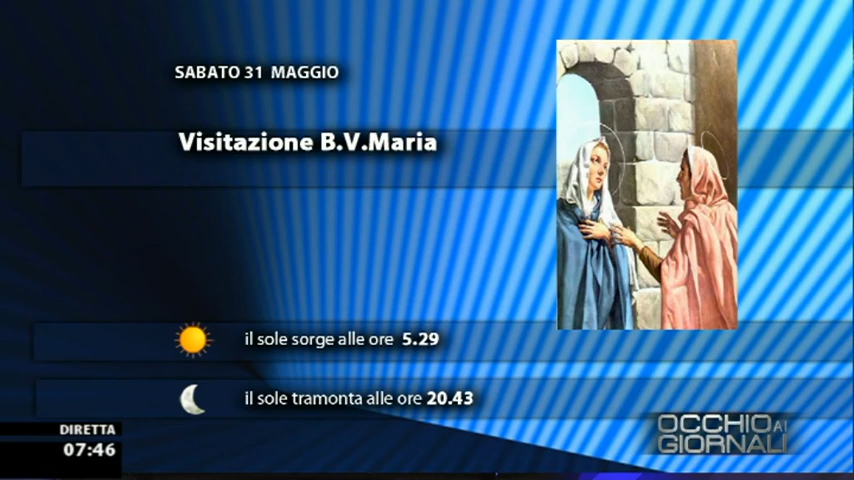 SABATO 31 MAGGIO
Visitazione B.V.Maria
il sole sorge alle ore 5.29
il sole tramonta alle ore 20.43
DIRETTA
07:46
OCCHIO AI
GIORNALI